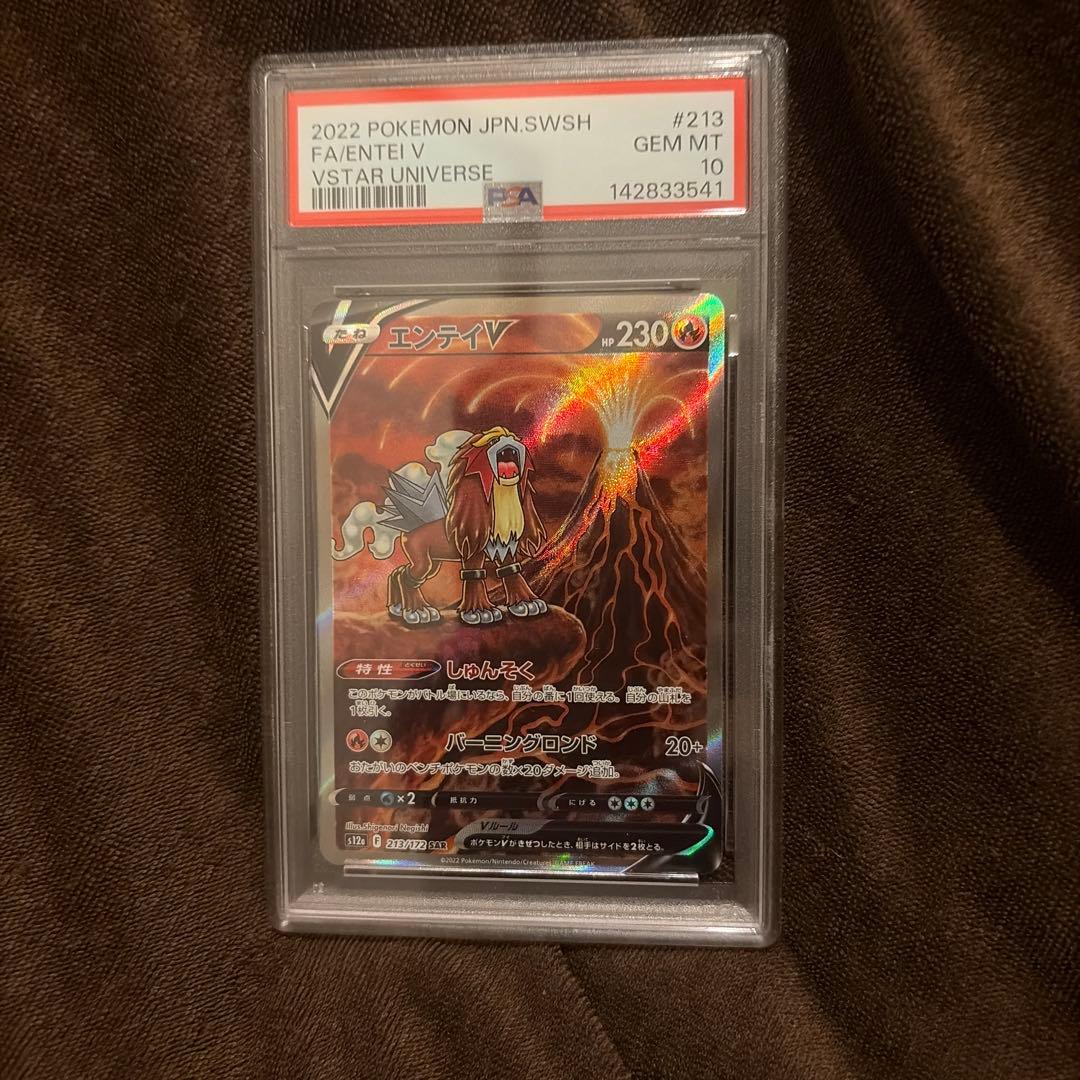 2022 POKEMON JPN.SWSH #213
FA/ENTEI V GEM MT
VSTAR UNIVERSE 10
142833541
PSA
たね エンテイV HP 230
特性 とくせい しゅんそく
このポケモンがバトル場にいるなら、自分の番に1回使える。自分の山札を
1枚引く。
バーニングロンド 20+
おたがいのベンチポケモンの数×20ダメージ追加。
弱点 ×2 抵抗力 にげる
Illus. Shigenori Negishi
Vルール
s12a F 213/172 SAR ポケモンVがきぜつしたとき、相手はサイドを2枚とる。
©2022 Pokémon/Nintendo/Creatures/GAME FREAK